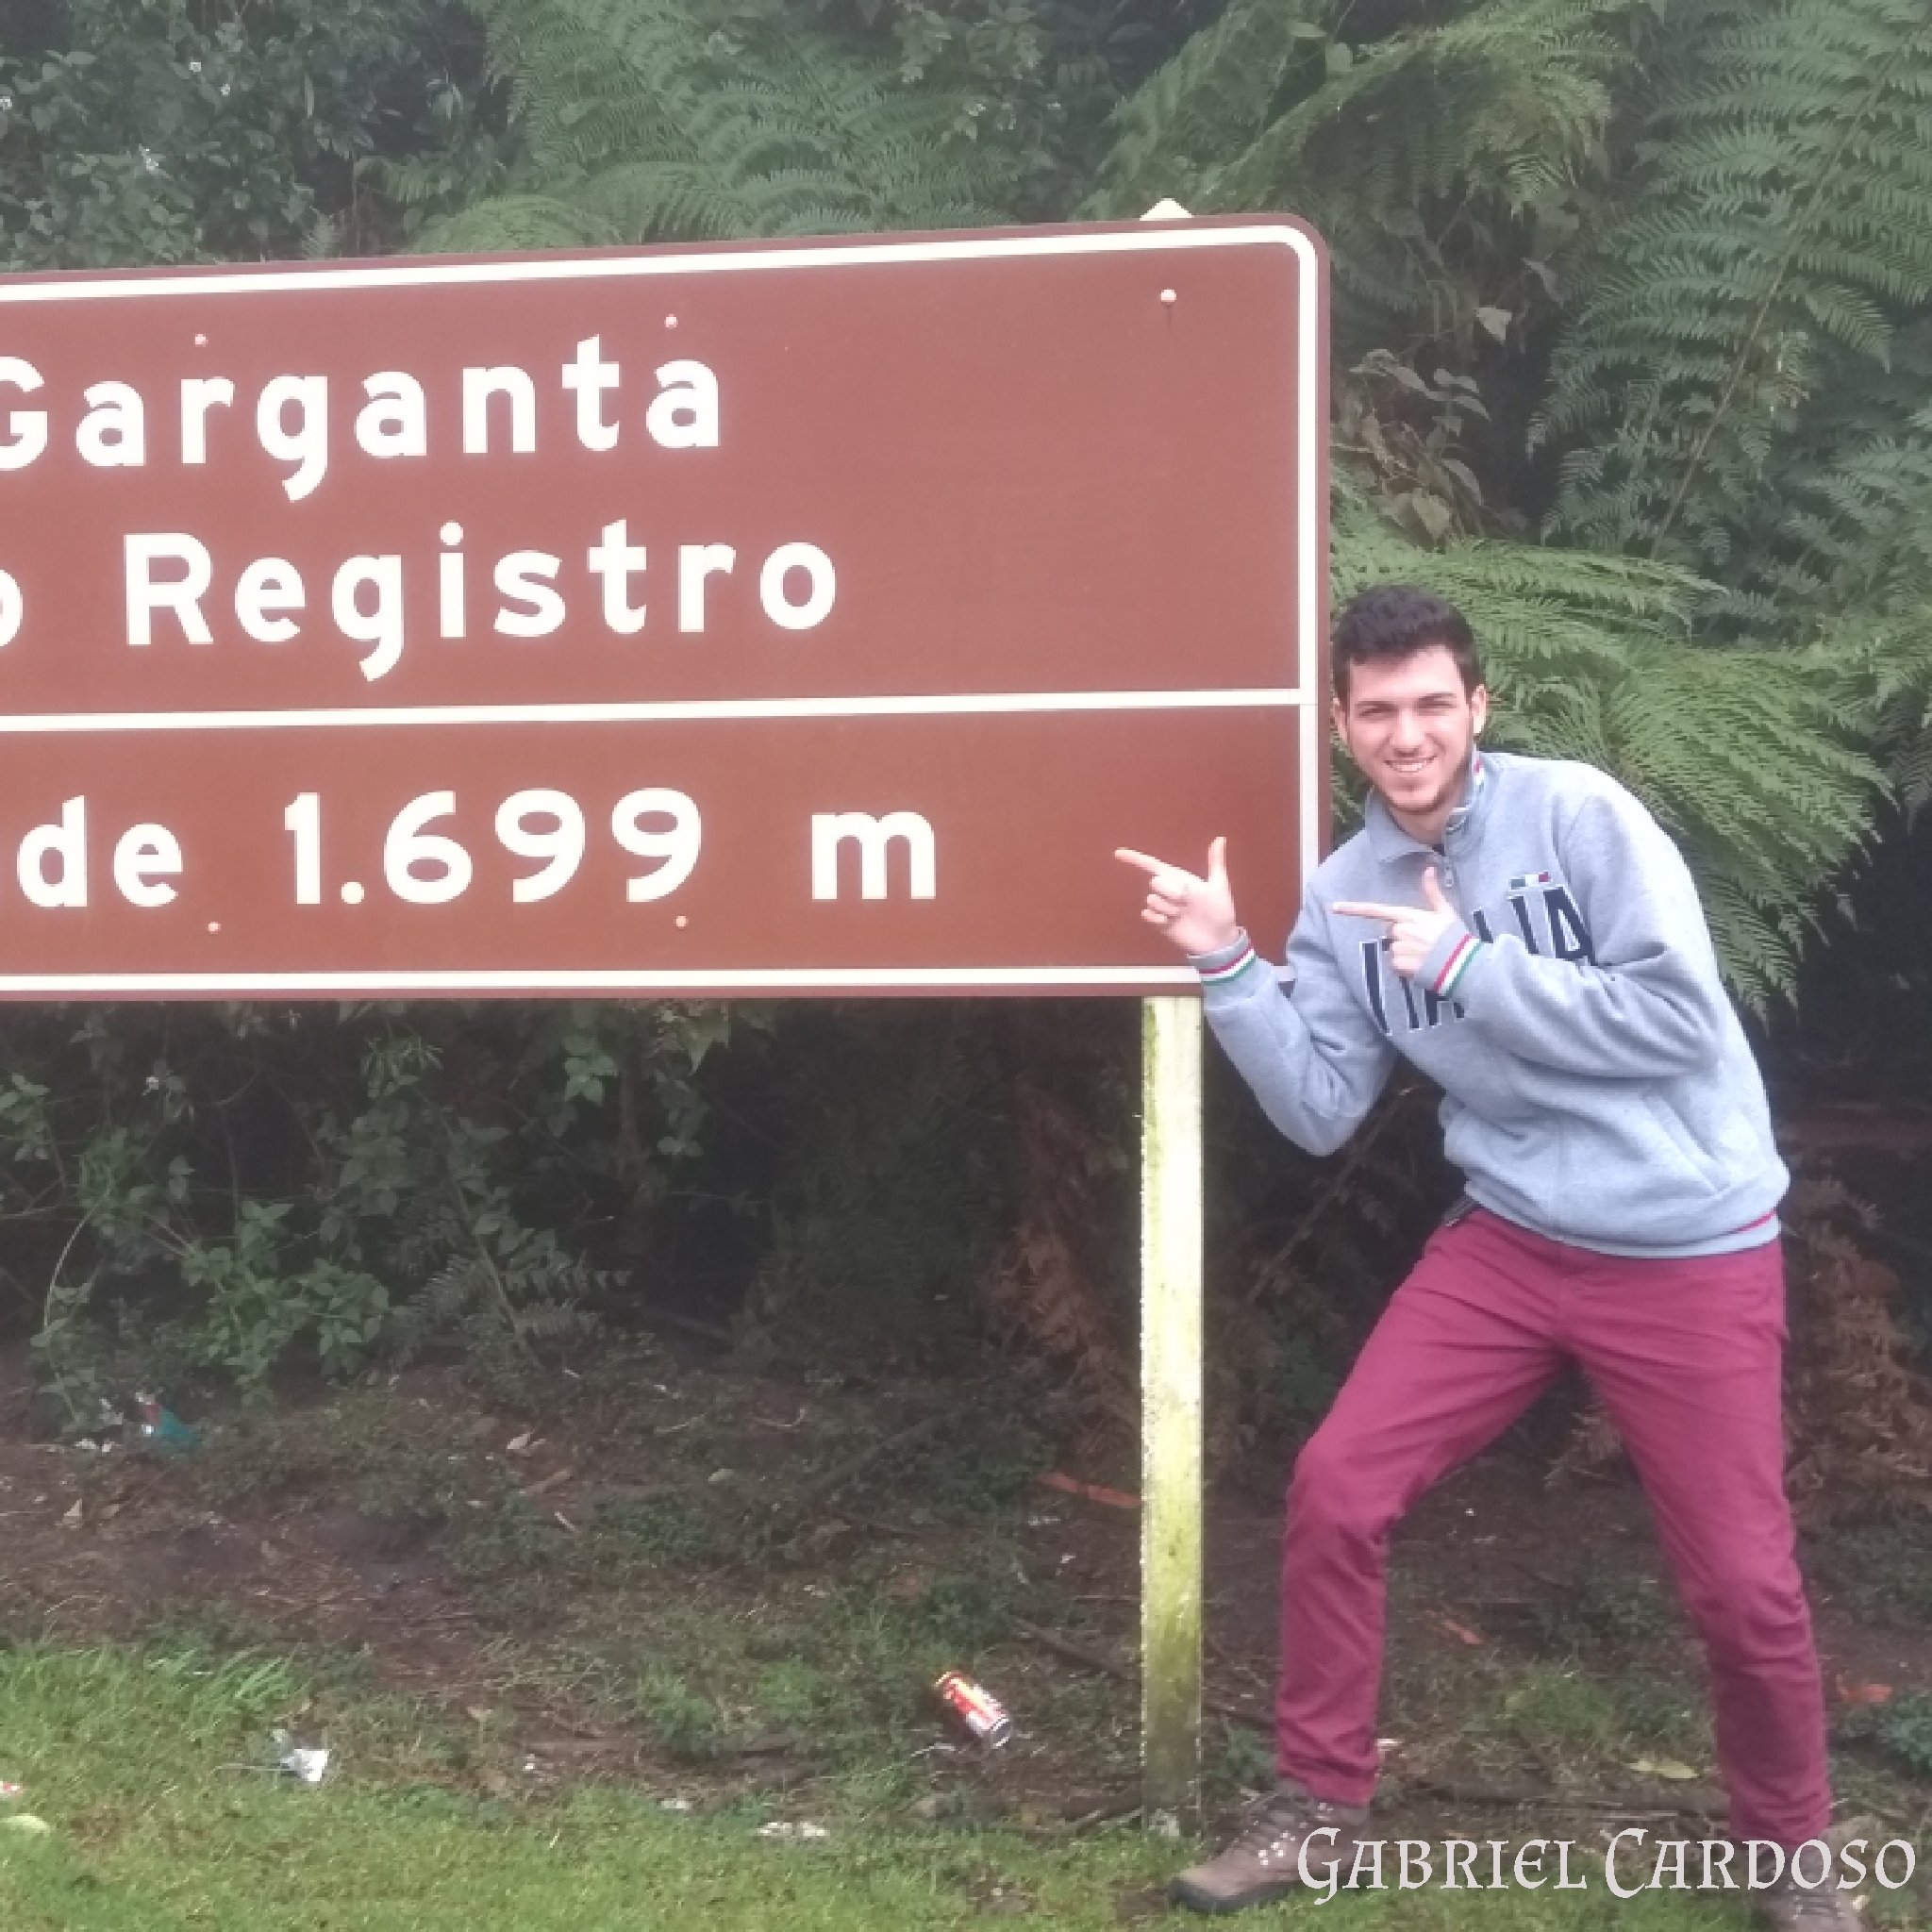 Garganta
o Registro
de 1.699 m
ITALIA
GABRIEL CARDOSO